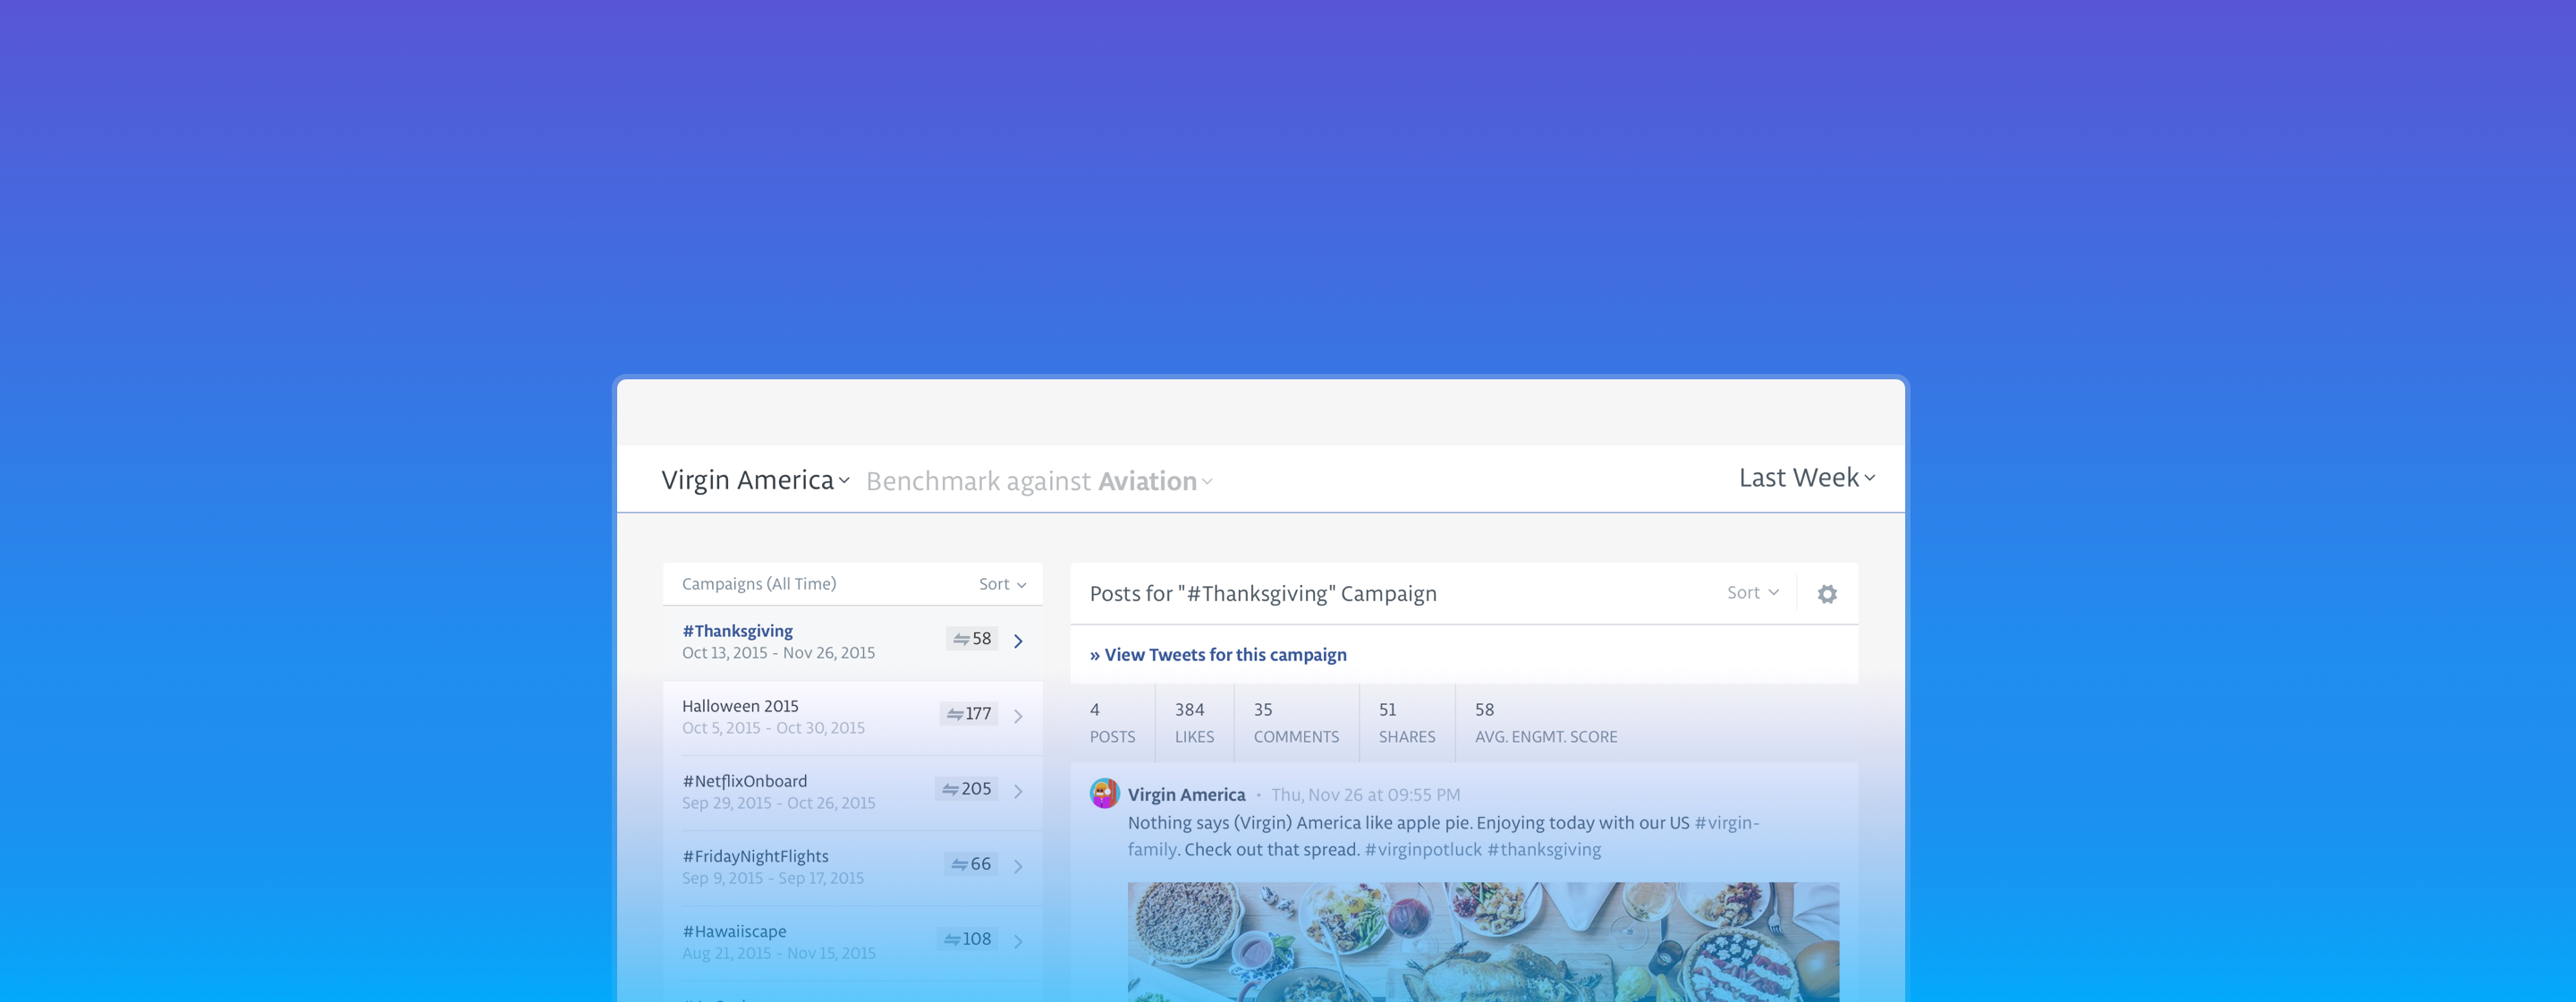 Virgin America Benchmark against Aviation Last Week
Campaigns (All Time) Sort
#Thanksgiving
Oct 13, 2015 - Nov 26, 2015
58
Halloween 2015
Oct 5, 2015 - Oct 30, 2015
177
#NetflixOnboard
Sep 29, 2015 - Oct 26, 2015
205
#FridayNightFlights
Sep 9, 2015 - Sep 17, 2015
66
#Hawaiiscape
Aug 21, 2015 - Nov 15, 2015
108
Posts for "#Thanksgiving" Campaign Sort
» View Tweets for this campaign
4 384 35 51 58
POSTS LIKES COMMENTS SHARES AVG. ENGMT. SCORE
Virgin America • Thu, Nov 26 at 09:55 PM
Nothing says (Virgin) America like apple pie. Enjoying today with our US #virgin-
family. Check out that spread. #virginpotluck #thanksgiving